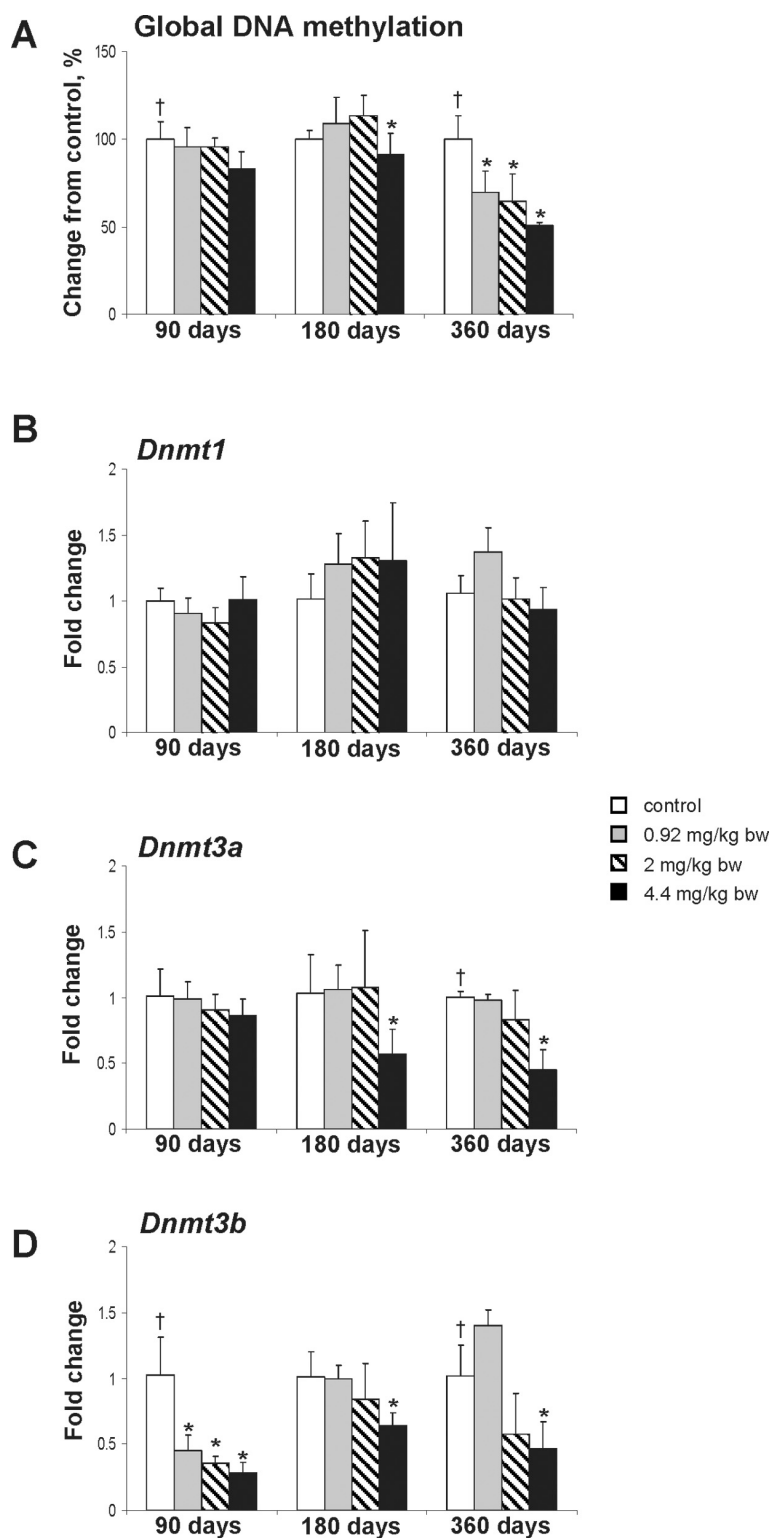 A
Global DNA methylation
Change from control, %
150
100
50
0
†
*
†
*
*
*
90 days
180 days
360 days
B
Dnmt1
Fold change
2
1.5
1
0.5
0
90 days
180 days
360 days
control
0.92 mg/kg bw
2 mg/kg bw
4.4 mg/kg bw
C
Dnmt3a
Fold change
2
1.5
1
0.5
0
*
†
*
90 days
180 days
360 days
D
Dnmt3b
Fold change
2
1.5
1
0.5
0
†
*
*
*
*
†
*
90 days
180 days
360 days